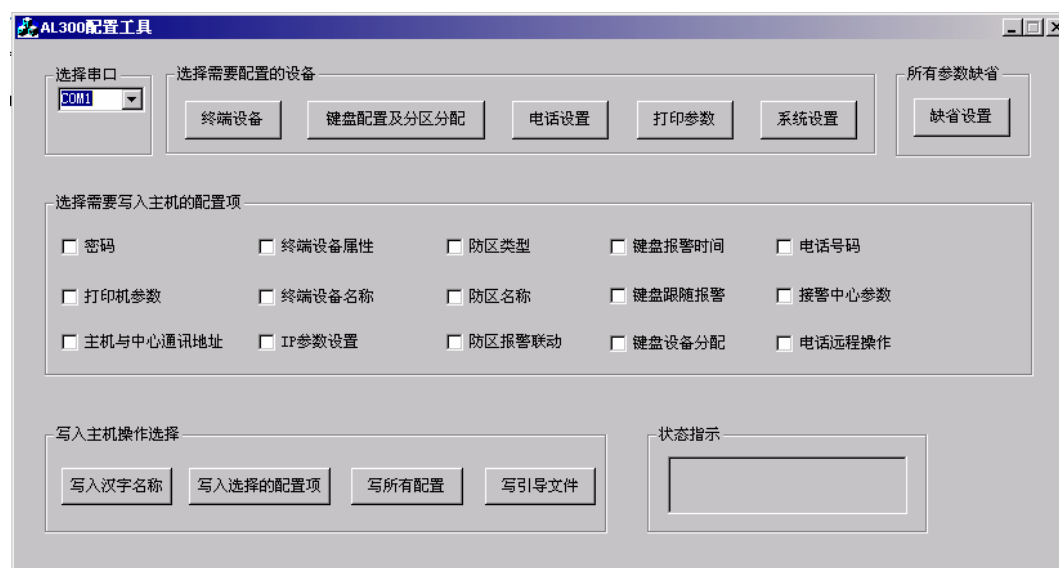 AL300配置工具
选择串口 选择需要配置的设备 所有参数缺省
COM1 终端设备 键盘配置及分区分配 电话设置 打印参数 系统设置 缺省设置
选择需要写入主机的配置项
密码 终端设备属性 防区类型 键盘报警时间 电话号码
打印机参数 终端设备名称 防区名称 键盘跟随报警 接警中心参数
主机与中心通讯地址 IP参数设置 防区报警联动 键盘设备分配 电话远程操作
写入主机操作选择 状态指示
写入汉字名称 写入选择的配置项 写所有配置 写引导文件